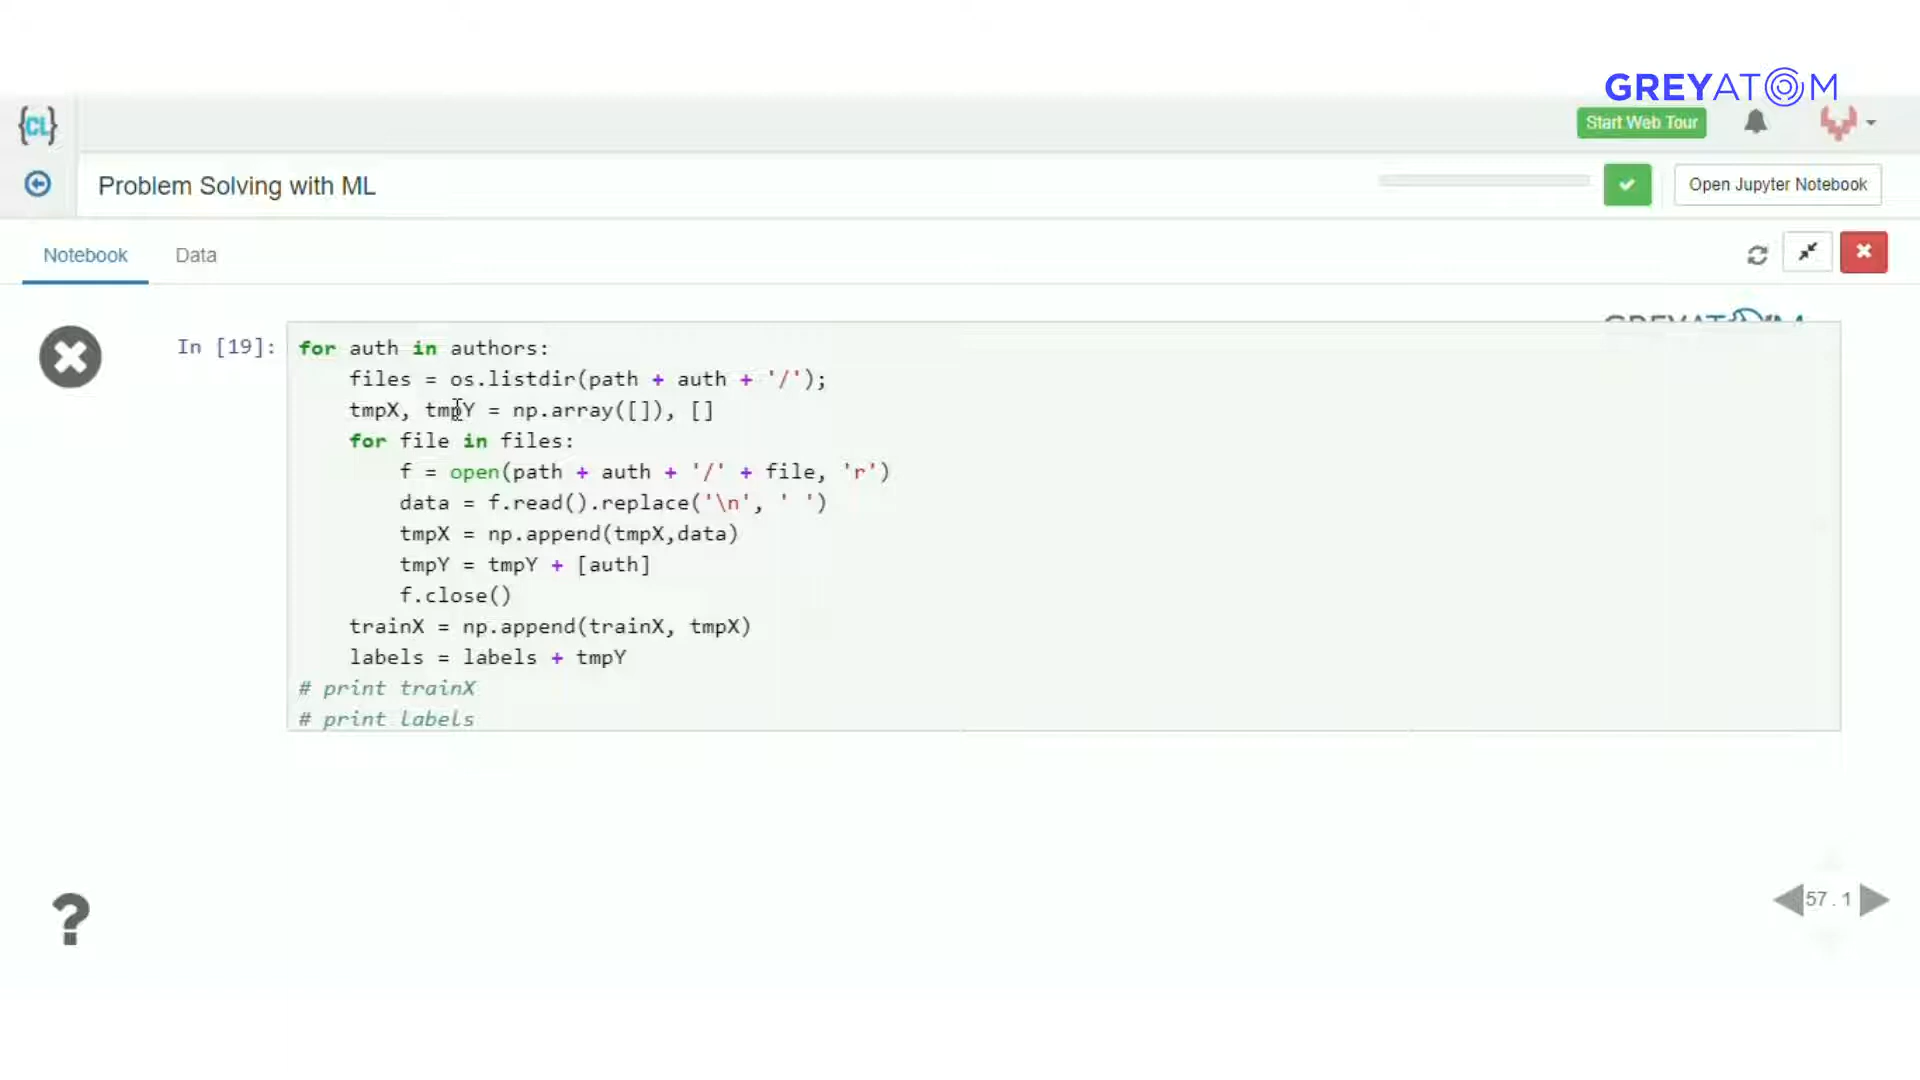 GREYATOM
{CL}
Start Web Tour
Problem Solving with ML
Open Jupyter Notebook
Notebook
Data
GREYATOM
In [19]:
for auth in authors:
    files = os.listdir(path + auth + '/');
    tmpX, tmpY = np.array([]), []
    for file in files:
        f = open(path + auth + '/' + file, 'r')
        data = f.read().replace('\n', ' ')
        tmpX = np.append(tmpX,data)
        tmpY = tmpY + [auth]
        f.close()
    trainX = np.append(trainX, tmpX)
    labels = labels + tmpY
# print trainX
# print labels
?
57 . 1